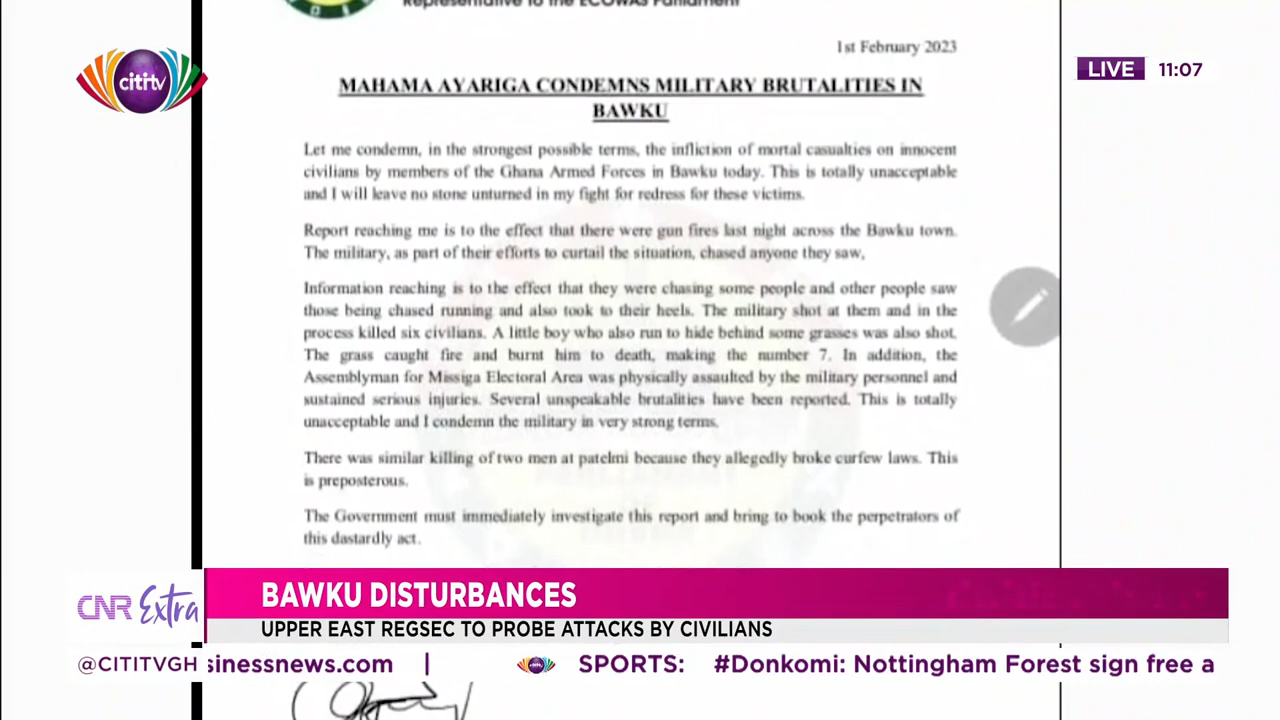 Representative to the ECOWAS Parliament
1st February 2023
cititv
LIVE 11:07
MAHAMA AYARIGA CONDEMNS MILITARY BRUTALITIES IN
BAWKU
Let me condemn, in the strongest possible terms, the infliction of mortal casualties on innocent
civilians by members of the Ghana Armed Forces in Bawku today. This is totally unacceptable
and I will leave no stone unturned in my fight for redress for these victims.
Report reaching me is to the effect that there were gun fires last night across the Bawku town.
The military, as part of their efforts to curtail the situation, chased anyone they saw,
Information reaching is to the effect that they were chasing some people and other people saw
those being chased running and also took to their heels. The military shot at them and in the
process killed six civilians. A little boy who also run to hide behind some grasses was also shot.
The grass caught fire and burnt him to death, making the number 7. In addition, the
Assemblyman for Missiga Electoral Area was physically assaulted by the military personnel and
sustained serious injuries. Several unspeakable brutalities have been reported. This is totally
unacceptable and I condemn the military in very strong terms.
There was similar killing of two men at patelmi because they allegedly broke curfew laws. This
is preposterous.
The Government must immediately investigate this report and bring to book the perpetrators of
this dastardly act.
CNR Extra
BAWKU DISTURBANCES
UPPER EAST REGSEC TO PROBE ATTACKS BY CIVILIANS
@CITITVGH sinessnews.com | SPORTS: #Donkomi: Nottingham Forest sign free a